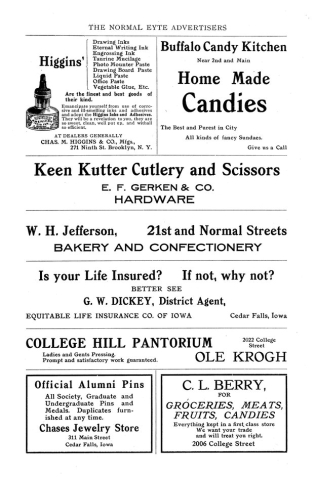 THE NORMAL EYTE ADVERTISERS
Higgins'
Drawing Inks
Eternal Writing Ink
Engrossing Ink
Taurine Mucilage
Photo Mounter Paste
Drawing Board Paste
Liquid Paste
Office Paste
Vegetable Glue, Etc.
Are the finest and best goods of
their kind.
Emancipate yourself from use of corro-
sive and ill-smelling inks and adhesives
and adopt the Higgins Inks and Adhesives.
They will be a revelation to you, they are
so sweet, clean, well put up, and withall
so efficient.
AT DEALERS GENERALLY
CHAS. M. HIGGINS & CO., Mfgs,
271 Ninth St. Brooklyn, N. Y.
Buffalo Candy Kitchen
Near 2nd and Main
Home Made
Candies
The Best and Purest in City
All kinds of fancy Sundaes.
Give us a Call
Keen Kutter Cutlery and Scissors
E. F. GERKEN & CO.
HARDWARE
W. H. Jefferson, 21st and Normal Streets
BAKERY AND CONFECTIONERY
Is your Life Insured? If not, why not?
BETTER SEE
G. W. DICKEY, District Agent,
EQUITABLE LIFE INSURANCE CO. OF IOWA Cedar Falls, Iowa
COLLEGE HILL PANTORIUM
Ladies and Gents Pressing.
Prompt and satisfactory work guaranteed.
2022 College
Street
OLE KROGH
Official Alumni Pins
All Society, Graduate and
Undergraduate Pins and
Medals. Duplicates furn-
ished at any time.
Chases Jewelry Store
311 Main Street
Cedar Falls, Iowa
C. L. BERRY,
FOR
GROCERIES, MEATS,
FRUITS, CANDIES
Everything kept in a first class store
We want your trade
and will treat you right.
2006 College Street